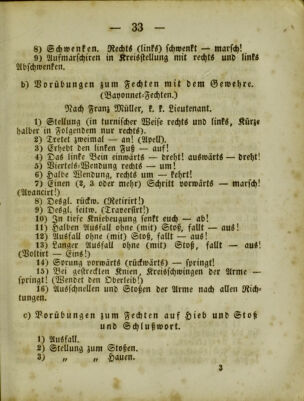 — 33 —
8) Schwenken. Rechts (links) schwenkt — marsch!
9) Aufmarschiren in Kreisstellung mit rechts und links
Abschwenken.
b) Vorübungen zum Fechten mit dem Gewehre.
(Bayonnet-Fechten.)
Nach Franz Müller, k. k. Lieutenant.
1) Stellung (in turnischer Weise rechts und links, Kürze
halber in Folgendem nur rechts).
2) Tretet zweimal — an! (Apell).
3) Erhebt den linken Fuß — auf!
4) Das linke Bein einwärts — dreht! auswärts — dreht!
5) Viertels-Wendung rechts — um!
6) Halbe Wendung, rechts um — kehrt!
7) Einen (2, 3 oder mehr) Schritt vorwärts — marsch!
(Avancirt!)
8) Desgl. rückw. (Retirirt!)
9) Desgl. seitw. (Traversirt!)
10) In tiefe Kniebeugung senkt euch — ab!
11) Halben Ausfall ohne (mit) Stoß, fallt — aus!
12) Ausfall ohne (mit) Stoß, fallt — aus!
13) Langer Ausfall ohne (mit) Stoß, fallt — aus!
(Voltirt — Eins!)
14) Sprung vorwärts (rückwärts) — springt!
15) Bei gestreckten Knien, Kreisschwingen der Arme —
springt! (Wendet den Oberleib!)
16) Ausschnellen und Stoßen der Arme nach allen Rich-
tungen.
c) Vorübungen zum Fechten auf Hieb und Stoß
und Schlußwort.
1) Ausfall.
2) Stellung zum Stoßen.
3) „ „ Hauen.
3